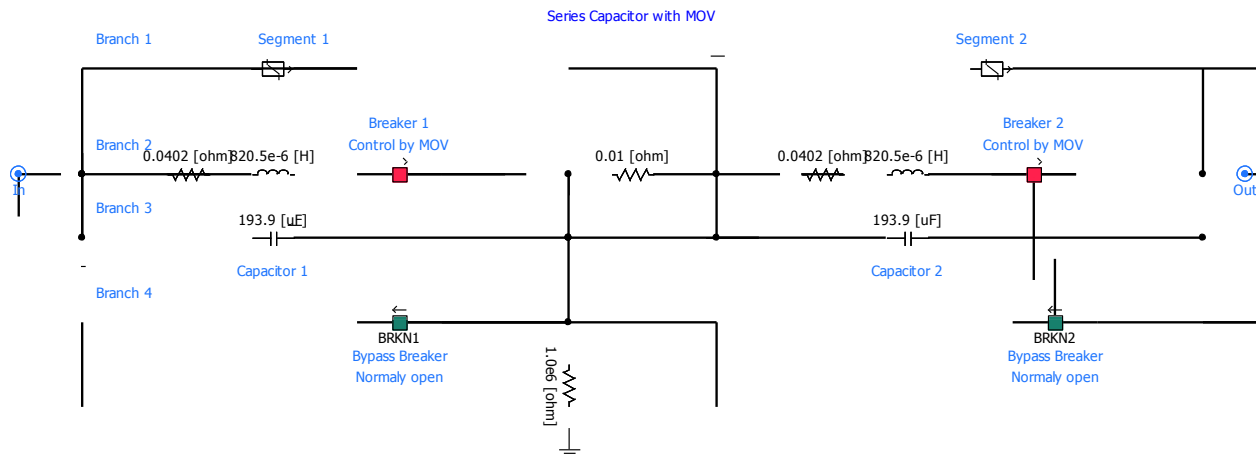 Series Capacitor with MOV
Branch 1
Segment 1
Segment 2
Breaker 1
Control by MOV
Breaker 2
Control by MOV
Branch 2
0.0402 [ohm]
820.5e-6 [H]
0.01 [ohm]
0.0402 [ohm]
820.5e-6 [H]
In
Out
Branch 3
193.9 [uF]
193.9 [uF]
Capacitor 1
Capacitor 2
Branch 4
BRKN1
Bypass Breaker
Normaly open
1.0e6 [ohm]
BRKN2
Bypass Breaker
Normaly open